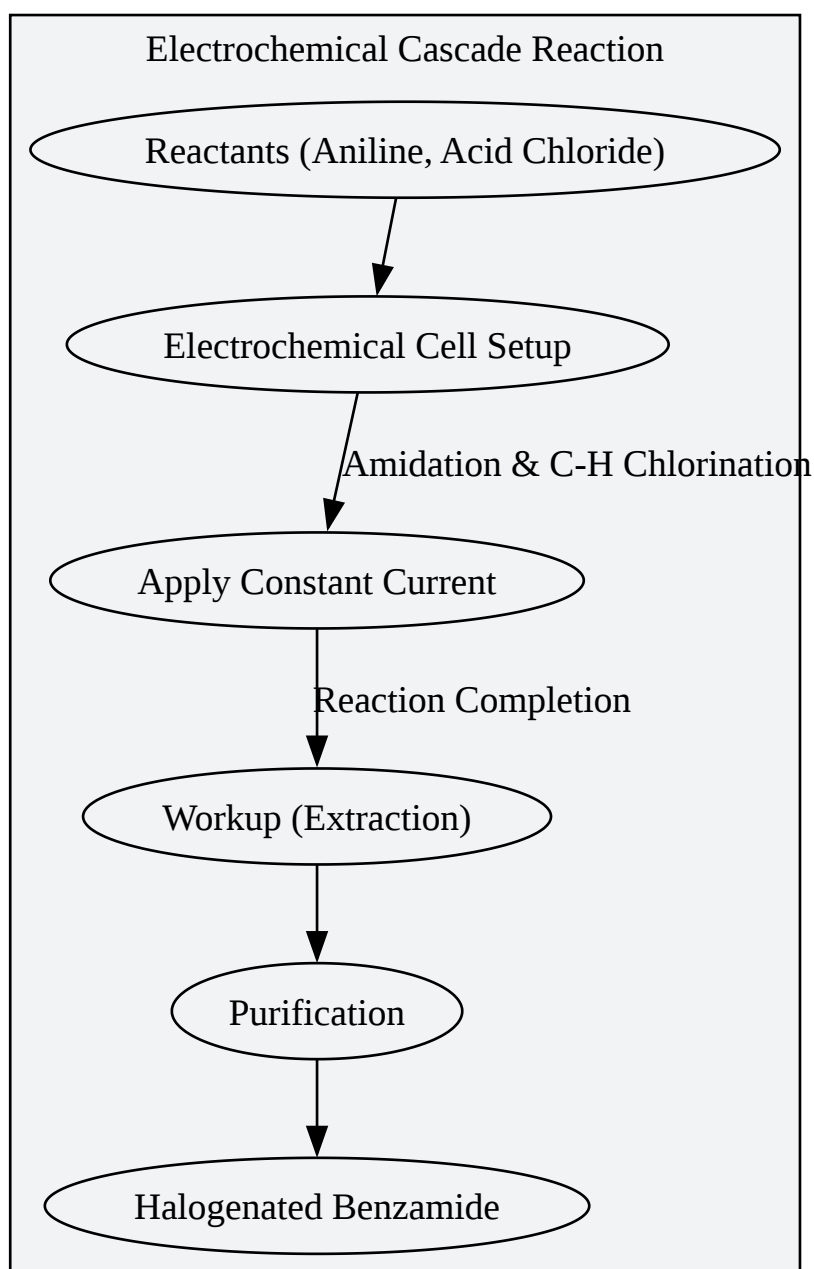 Electrochemical Cascade Reaction
Reactants (Aniline, Acid Chloride)
Electrochemical Cell Setup
Amidation & C-H Chlorination
Apply Constant Current
Reaction Completion
Workup (Extraction)
Purification
Halogenated Benzamide